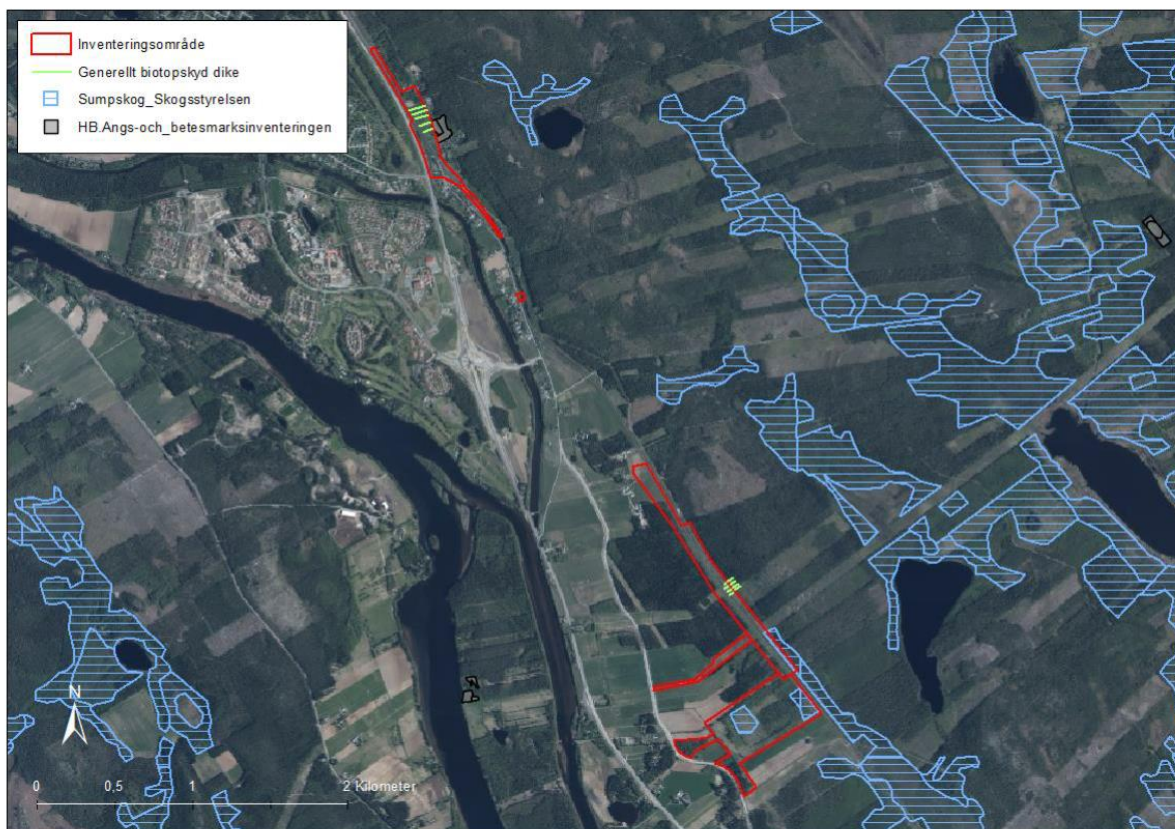 Inventeringsområde
Generellt biotopskyd dike
Sumpskog_Skogsstyrelsen
HB.Angs-och_betesmarksinventeringen
N
0 0,5 1 2 Kilometer